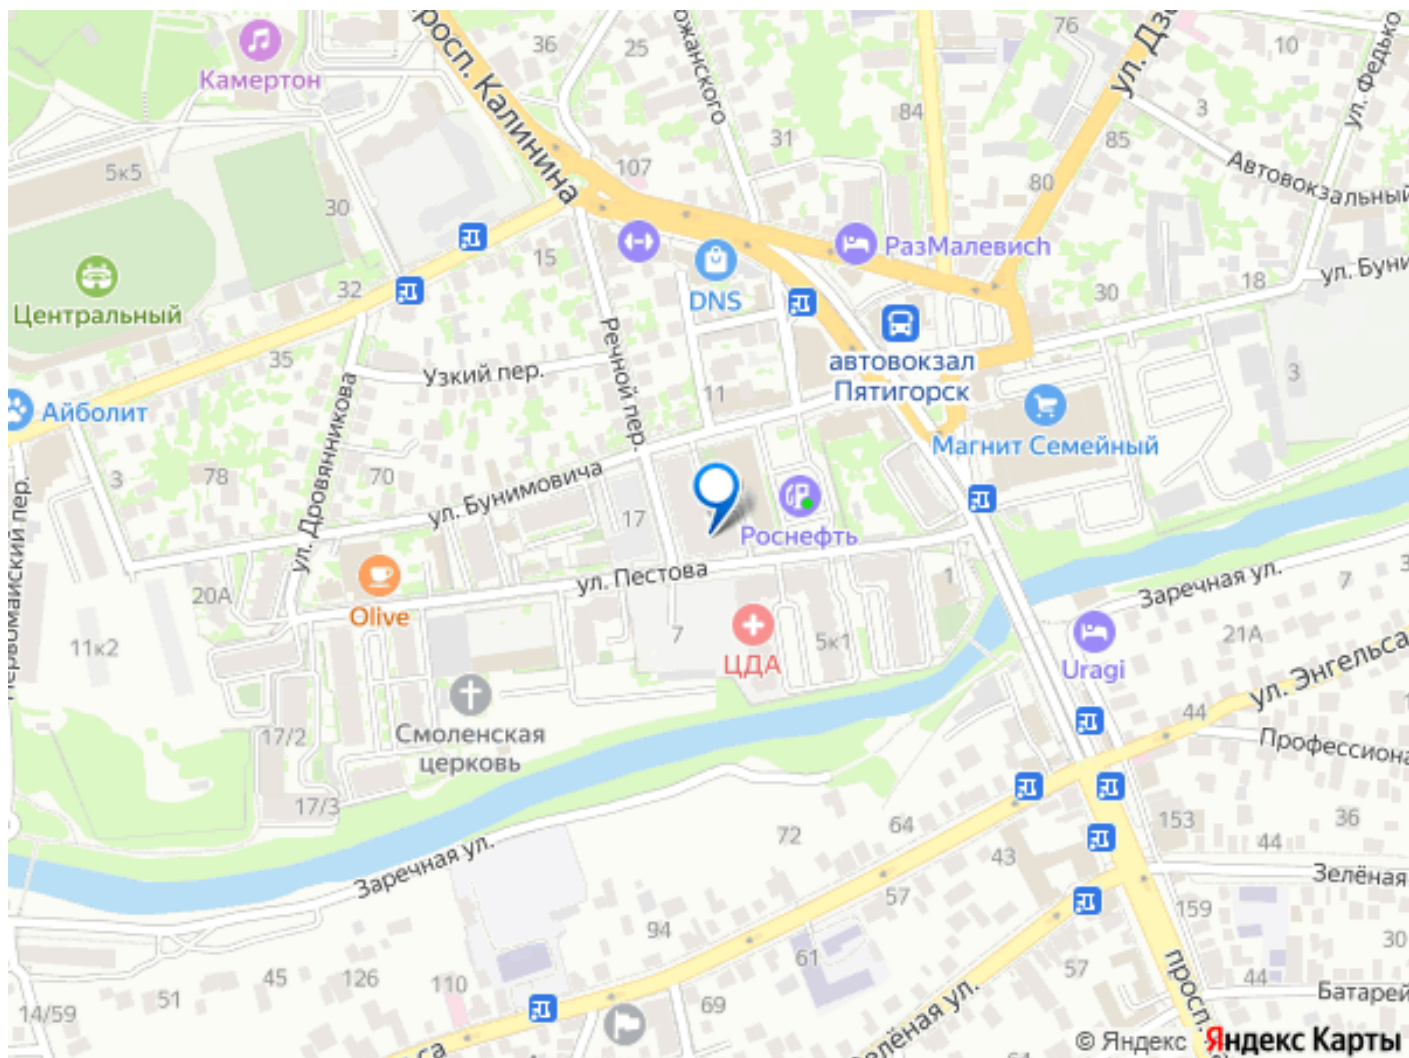 просп. Калинина
36
25
76
10
ул. Федько
Камертон
84
3
31
85
Автовокзальный
107
80
5к5
30
15
РазМалевич
18
ул. Буни
32
DNS
30
Центральный
автовокзал
Пятигорск
35
Речной пер.
Узкий пер.
11
3
Айболит
Магнит Семейный
ул. Дровянникова
78
70
3
ул. Бунимовича
17
Роснефть
Первомайский пер.
ул. Пестова
1
Заречная ул.
7
20А
Olive
11к2
7
ЦДА
5к1
Uragi
21А
ул. Энгельса
44
Смоленская
церковь
17/2
Профессиона
17/3
72
64
153
36
44
43
Заречная ул.
Зелёная
57
159
94
61
30
45
126
110
57
44
51
просп.
Батарей
14/59
69
Зелёная ул.
© Яндекс Яндекс Карты